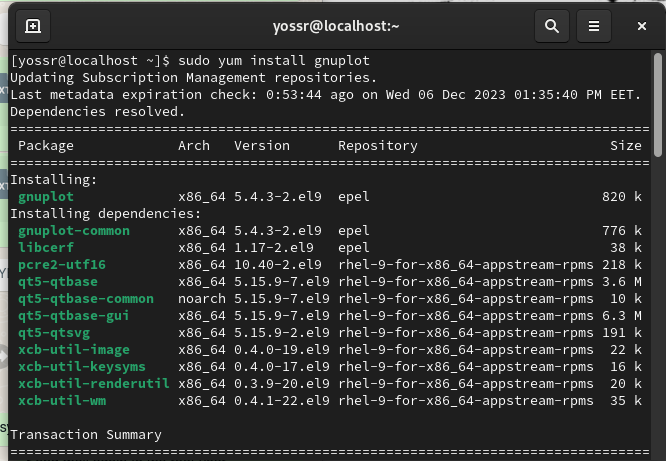 yossr@localhost:~
[yossr@localhost ~]$ sudo yum install gnuplot
Updating Subscription Management repositories.
Last metadata expiration check: 0:53:44 ago on Wed 06 Dec 2023 01:35:40 PM EET.
Dependencies resolved.
================================================================================
Package Arch Version Repository Size
================================================================================
Installing:
gnuplot x86_64 5.4.3-2.el9 epel 820 k
Installing dependencies:
gnuplot-common x86_64 5.4.3-2.el9 epel 776 k
libcerf x86_64 1.17-2.el9 epel 38 k
pcre2-utf16 x86_64 10.40-2.el9 rhel-9-for-x86_64-appstream-rpms 218 k
qt5-qtbase x86_64 5.15.9-7.el9 rhel-9-for-x86_64-appstream-rpms 3.6 M
qt5-qtbase-common noarch 5.15.9-7.el9 rhel-9-for-x86_64-appstream-rpms 10 k
qt5-qtbase-gui x86_64 5.15.9-7.el9 rhel-9-for-x86_64-appstream-rpms 6.3 M
qt5-qtsvg x86_64 5.15.9-2.el9 rhel-9-for-x86_64-appstream-rpms 191 k
xcb-util-image x86_64 0.4.0-19.el9 rhel-9-for-x86_64-appstream-rpms 22 k
xcb-util-keysyms x86_64 0.4.0-17.el9 rhel-9-for-x86_64-appstream-rpms 16 k
xcb-util-renderutil x86_64 0.3.9-20.el9 rhel-9-for-x86_64-appstream-rpms 20 k
xcb-util-wm x86_64 0.4.1-22.el9 rhel-9-for-x86_64-appstream-rpms 35 k
Transaction Summary
================================================================================